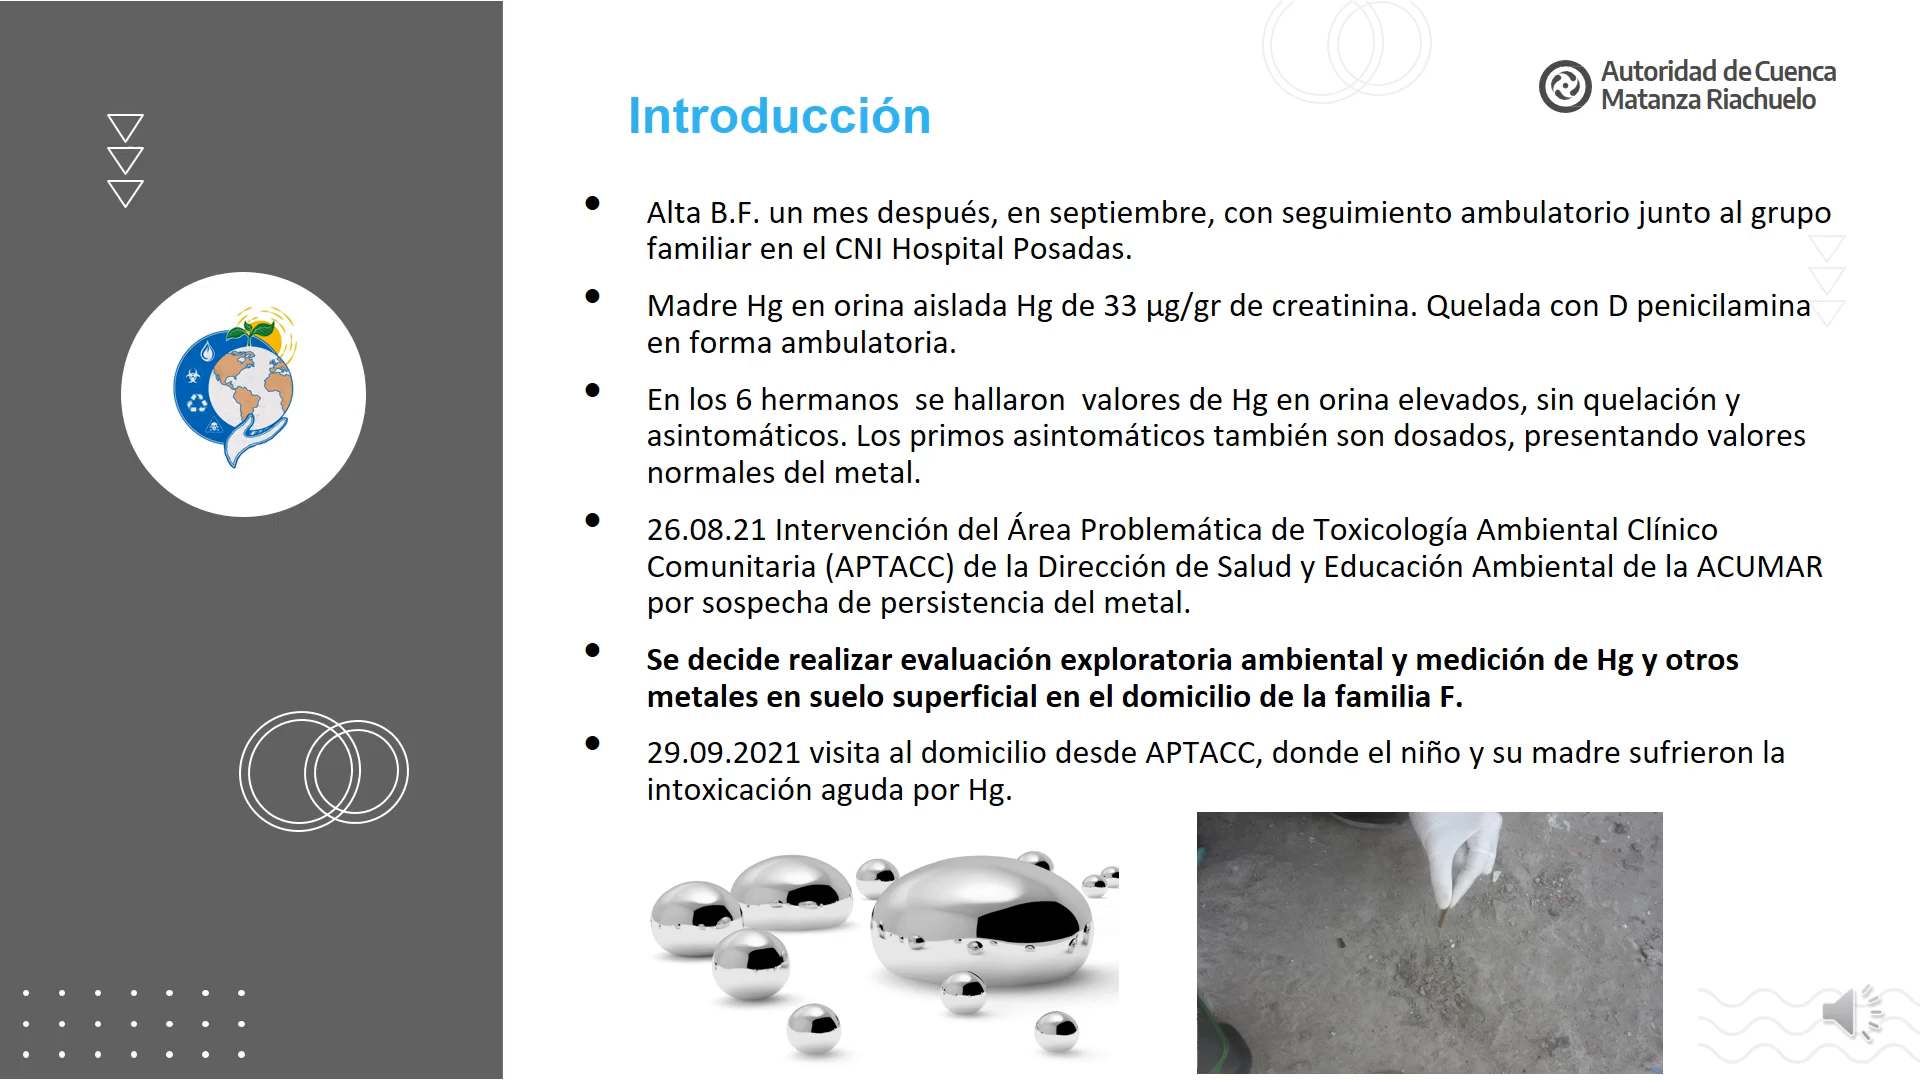 Autoridad de Cuenca
Matanza Riachuelo
Introducción
• Alta B.F. un mes después, en septiembre, con seguimiento ambulatorio junto al grupo
familiar en el CNI Hospital Posadas.
• Madre Hg en orina aislada Hg de 33 µg/gr de creatinina. Quelada con D penicilamina
en forma ambulatoria.
• En los 6 hermanos  se hallaron  valores de Hg en orina elevados, sin quelación y
asintomáticos. Los primos asintomáticos también son dosados, presentando valores
normales del metal.
• 26.08.21 Intervención del Área Problemática de Toxicología Ambiental Clínico
Comunitaria (APTACC) de la Dirección de Salud y Educación Ambiental de la ACUMAR
por sospecha de persistencia del metal.
• Se decide realizar evaluación exploratoria ambiental y medición de Hg y otros
metales en suelo superficial en el domicilio de la familia F.
• 29.09.2021 visita al domicilio desde APTACC, donde el niño y su madre sufrieron la
intoxicación aguda por Hg.